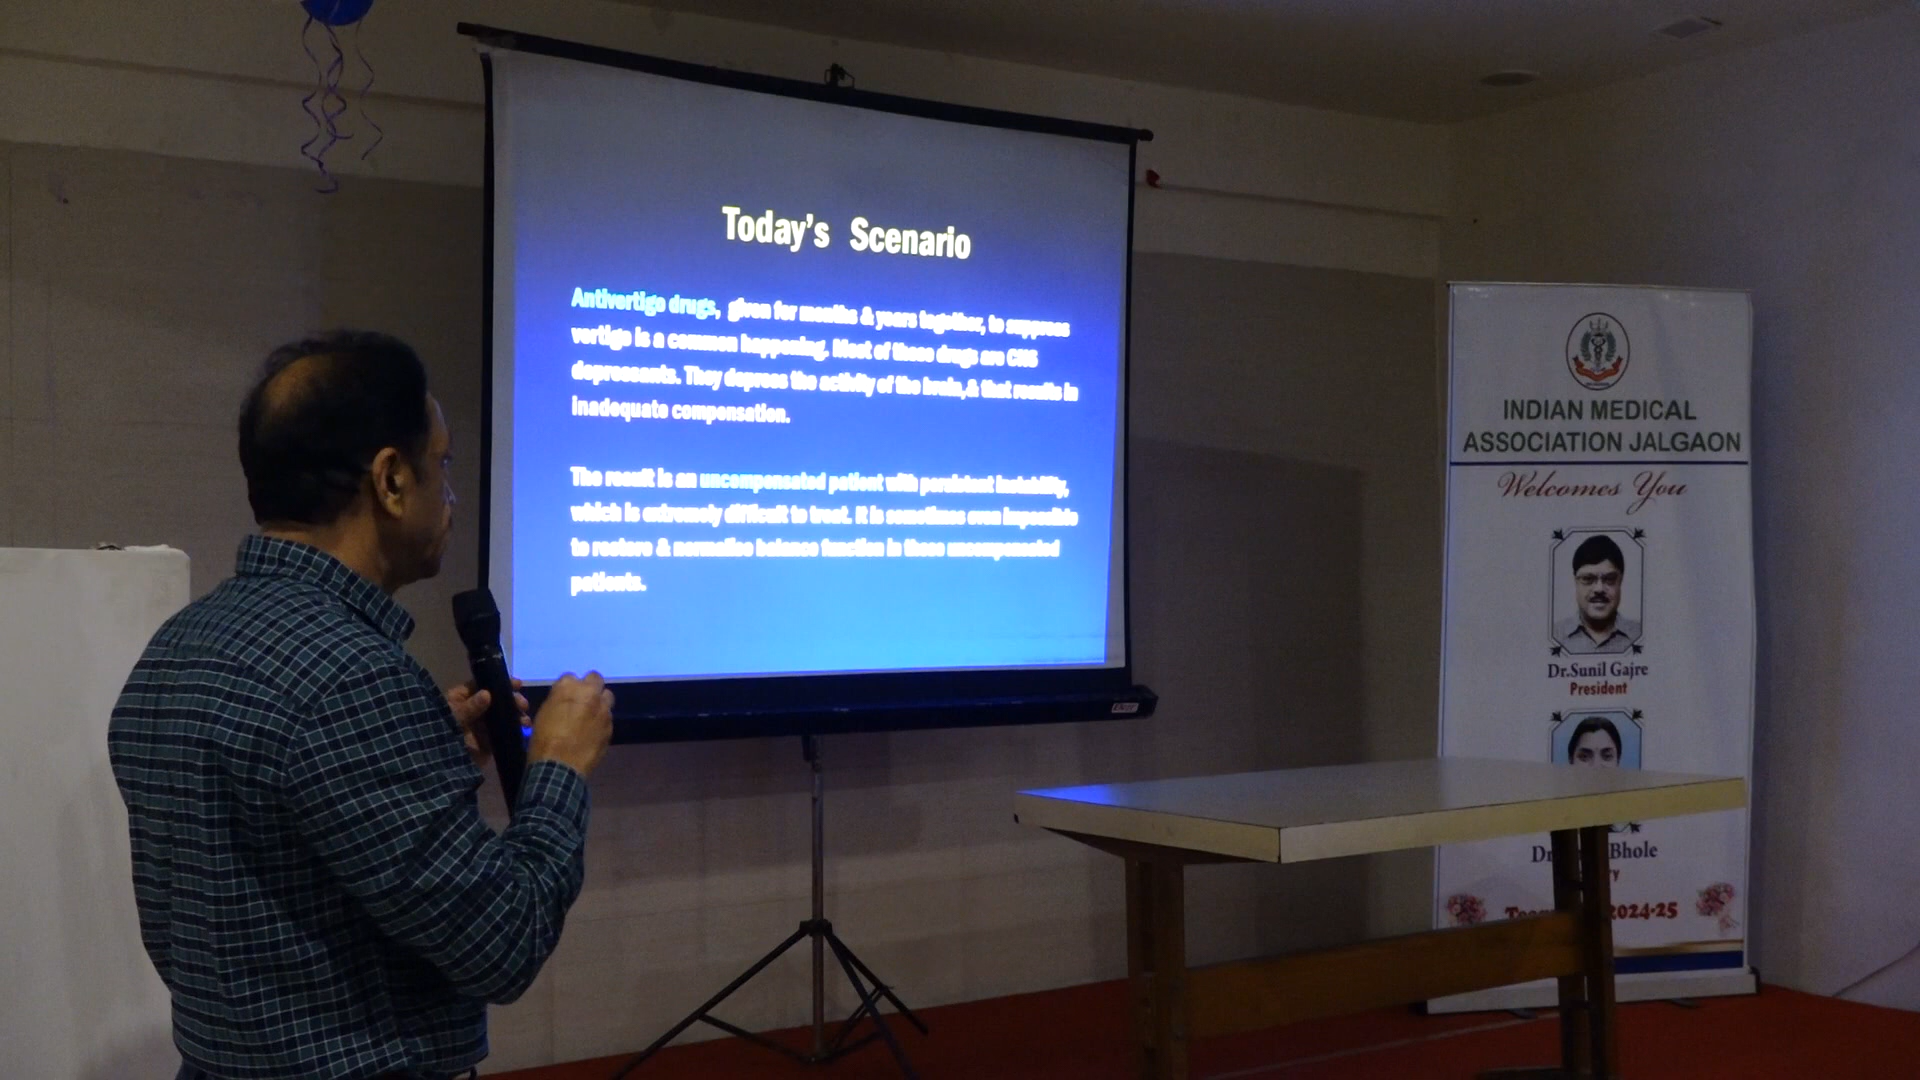 Today's Scenario
Antivertigo drugs, given for months & years together, to suppress
vertigo is a common happening. Most of these drugs are CNS
depressants. They depress the activity of the brain,& that results in
inadequate compensation.
The result is an uncompensated patient with persistent instability,
which is extremely difficult to treat. It is sometimes even impossible
to restore & normalise balance function in these uncompensated
patients.
INDIAN MEDICAL
ASSOCIATION JALGAON
Welcomes You
Dr.Sunil Gajre
President
Bhole
2024-25